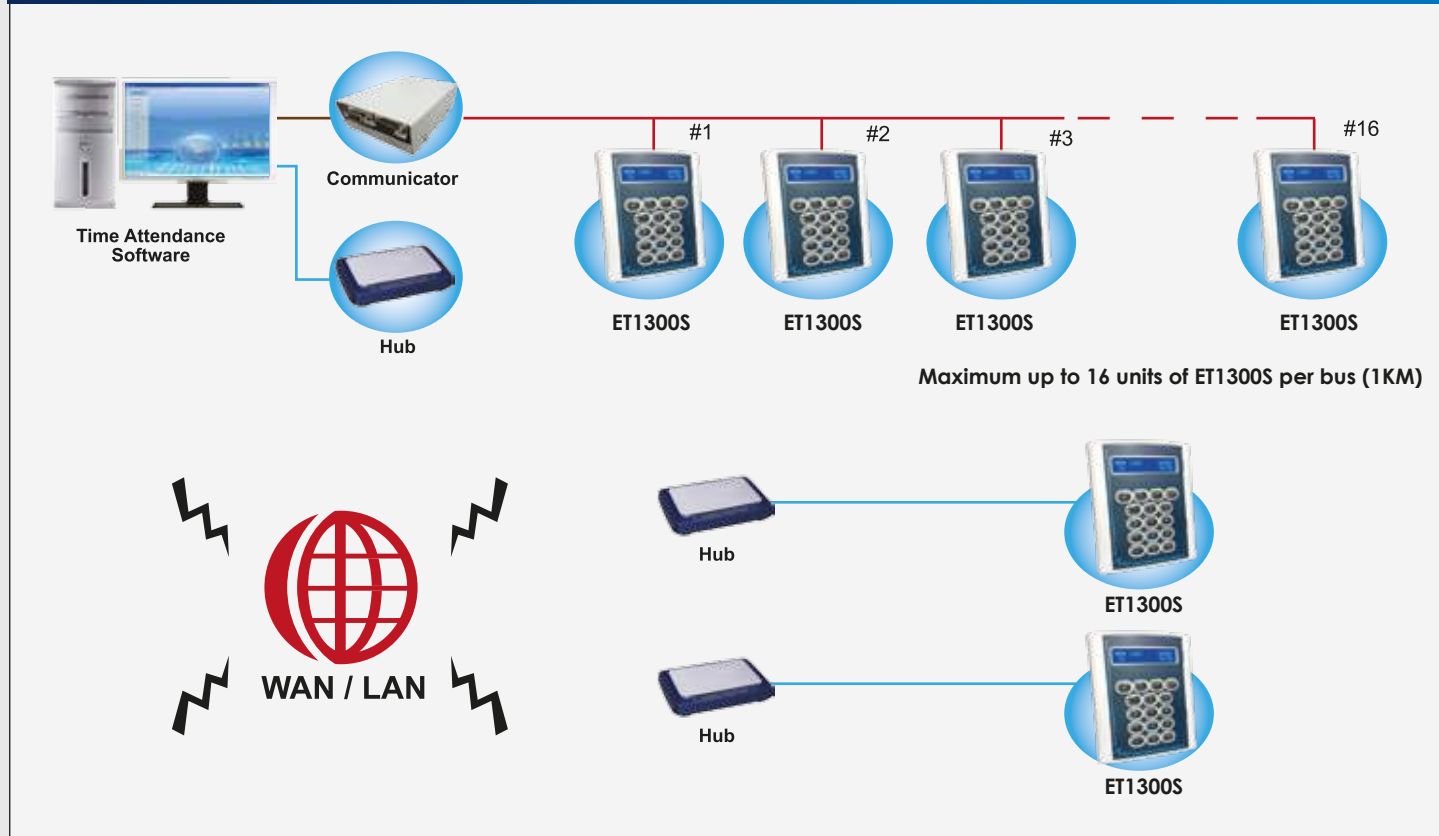 #1
#2
#3
#16
Communicator
Time Attendance
Software
Hub
ET1300S
ET1300S
ET1300S
ET1300S
Maximum up to 16 units of ET1300S per bus (1KM)
Hub
ET1300S
WAN / LAN
Hub
ET1300S